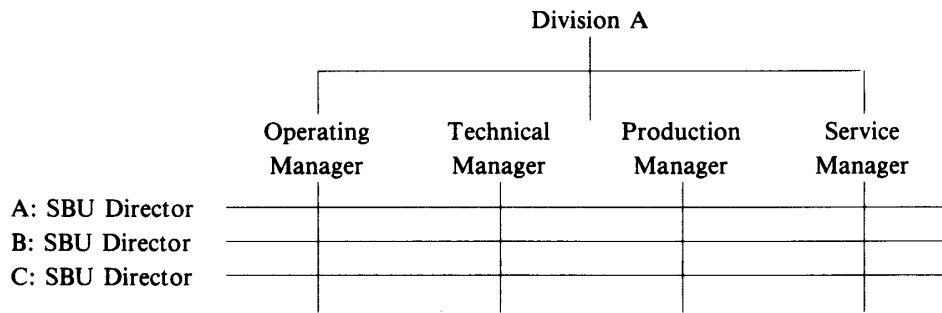 Division A
Operating Technical Production Service
Manager Manager Manager Manager
A: SBU Director
B: SBU Director
C: SBU Director